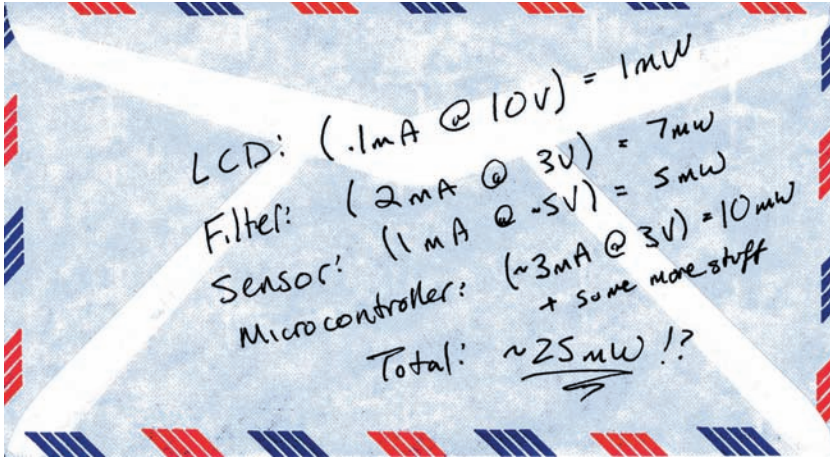 LCD: (.1mA @ 10V) = 1mW
Filter: (2mA @ 3V) = 7mW
Sensor: (1mA @ ~5V) = 5mW
Microcontroller: (~3mA @ 3V) = 10mW
+ some more stuff
Total: ~25mW !?